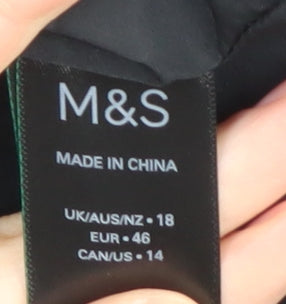 M&S
MADE IN CHINA
UK/AUS/NZ • 18
EUR • 46
CAN/US • 14